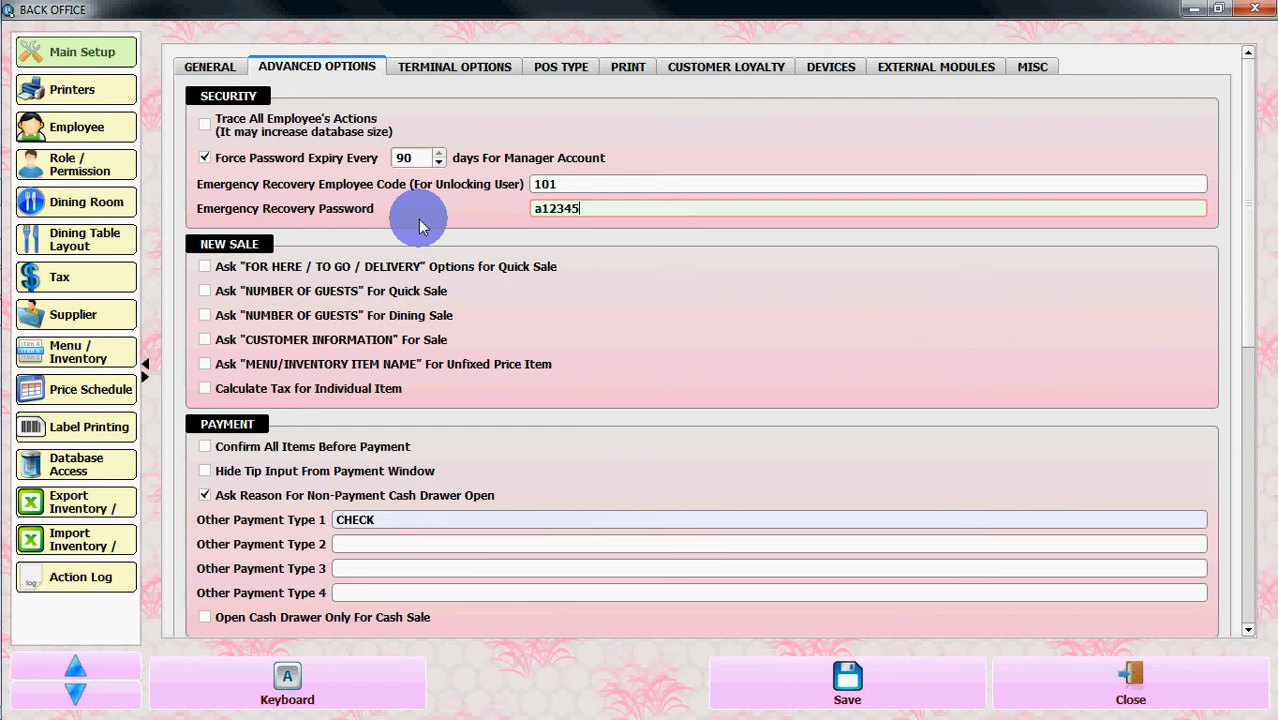 BACK OFFICE
Main Setup
Printers
Employee
Role /
Permission
Dining Room
Dining Table
Layout
Tax
Supplier
Menu /
Inventory
Price Schedule
Label Printing
Database
Access
Export
Inventory /
Import
Inventory /
Action Log
GENERAL
ADVANCED OPTIONS
TERMINAL OPTIONS
POS TYPE
PRINT
CUSTOMER LOYALTY
DEVICES
EXTERNAL MODULES
MISC
SECURITY
Trace All Employee's Actions
(It may increase database size)
Force Password Expiry Every 90 days For Manager Account
Emergency Recovery Employee Code (For Unlocking User) 101
Emergency Recovery Password a12345
NEW SALE
Ask "FOR HERE / TO GO / DELIVERY" Options for Quick Sale
Ask "NUMBER OF GUESTS" For Quick Sale
Ask "NUMBER OF GUESTS" For Dining Sale
Ask "CUSTOMER INFORMATION" For Sale
Ask "MENU/INVENTORY ITEM NAME" For Unfixed Price Item
Calculate Tax for Individual Item
PAYMENT
Confirm All Items Before Payment
Hide Tip Input From Payment Window
Ask Reason For Non-Payment Cash Drawer Open
Other Payment Type 1 CHECK
Other Payment Type 2
Other Payment Type 3
Other Payment Type 4
Open Cash Drawer Only For Cash Sale
A
Keyboard
Save
Close